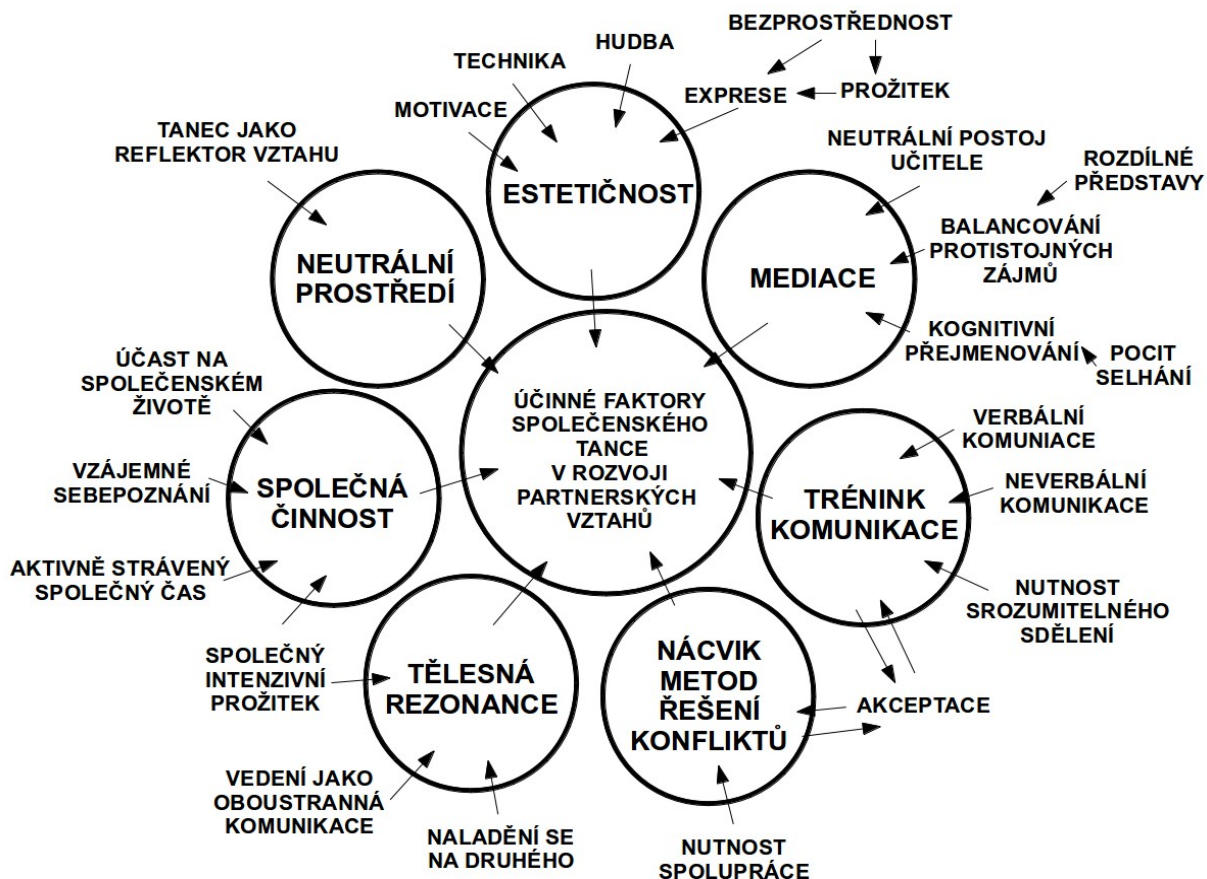 BEZPROSTŘEDNOST
HUDBA
TECHNIKA
EXPRESE
PROŽITEK
MOTIVACE
TANEC JAKO
REFLEKTOR VZTAHU
NEUTRÁLNÍ POSTOJ
UČITELE
ROZDÍLNÉ
PŘEDSTAVY
ESTETIČNOST
BALANCOVÁNÍ
PROTISTOJNÝCH
ZÁJMŮ
NEUTRÁLNÍ
PROSTŘEDÍ
MEDIACE
KOGNITIVNÍ
PŘEJMENOVÁNÍ
POCIT
SELHÁNÍ
ÚČAST NA
SPOLEČENSKÉM
ŽIVOTĚ
ÚČINNÉ FAKTORY
SPOLEČENSKÉHO
TANCE
V ROZVOJI
PARTNERSKÝCH
VZTAHŮ
VERBÁLNÍ
KOMUNIACE
VZÁJEMNÉ
SEBEPOZNÁNÍ
SPOLEČNÁ
ČINNOST
TRÉNINK
KOMUNIKACE
NEVERBÁLNÍ
KOMUNIKACE
AKTIVNĚ STRÁVENÝ
SPOLEČNÝ ČAS
NUTNOST
SROZUMITELNÉHO
SDĚLENÍ
SPOLEČNÝ
INTENZIVNÍ
PROŽITEK
TĚLESNÁ
REZONANCE
NÁCVIK
METOD
ŘEŠENÍ
KONFLIKTŮ
AKCEPTACE
VEDENÍ JAKO
OBOUSTRANNÁ
KOMUNIKACE
NALADĚNÍ SE
NA DRUHÉHO
NUTNOST
SPOLUPRÁCE